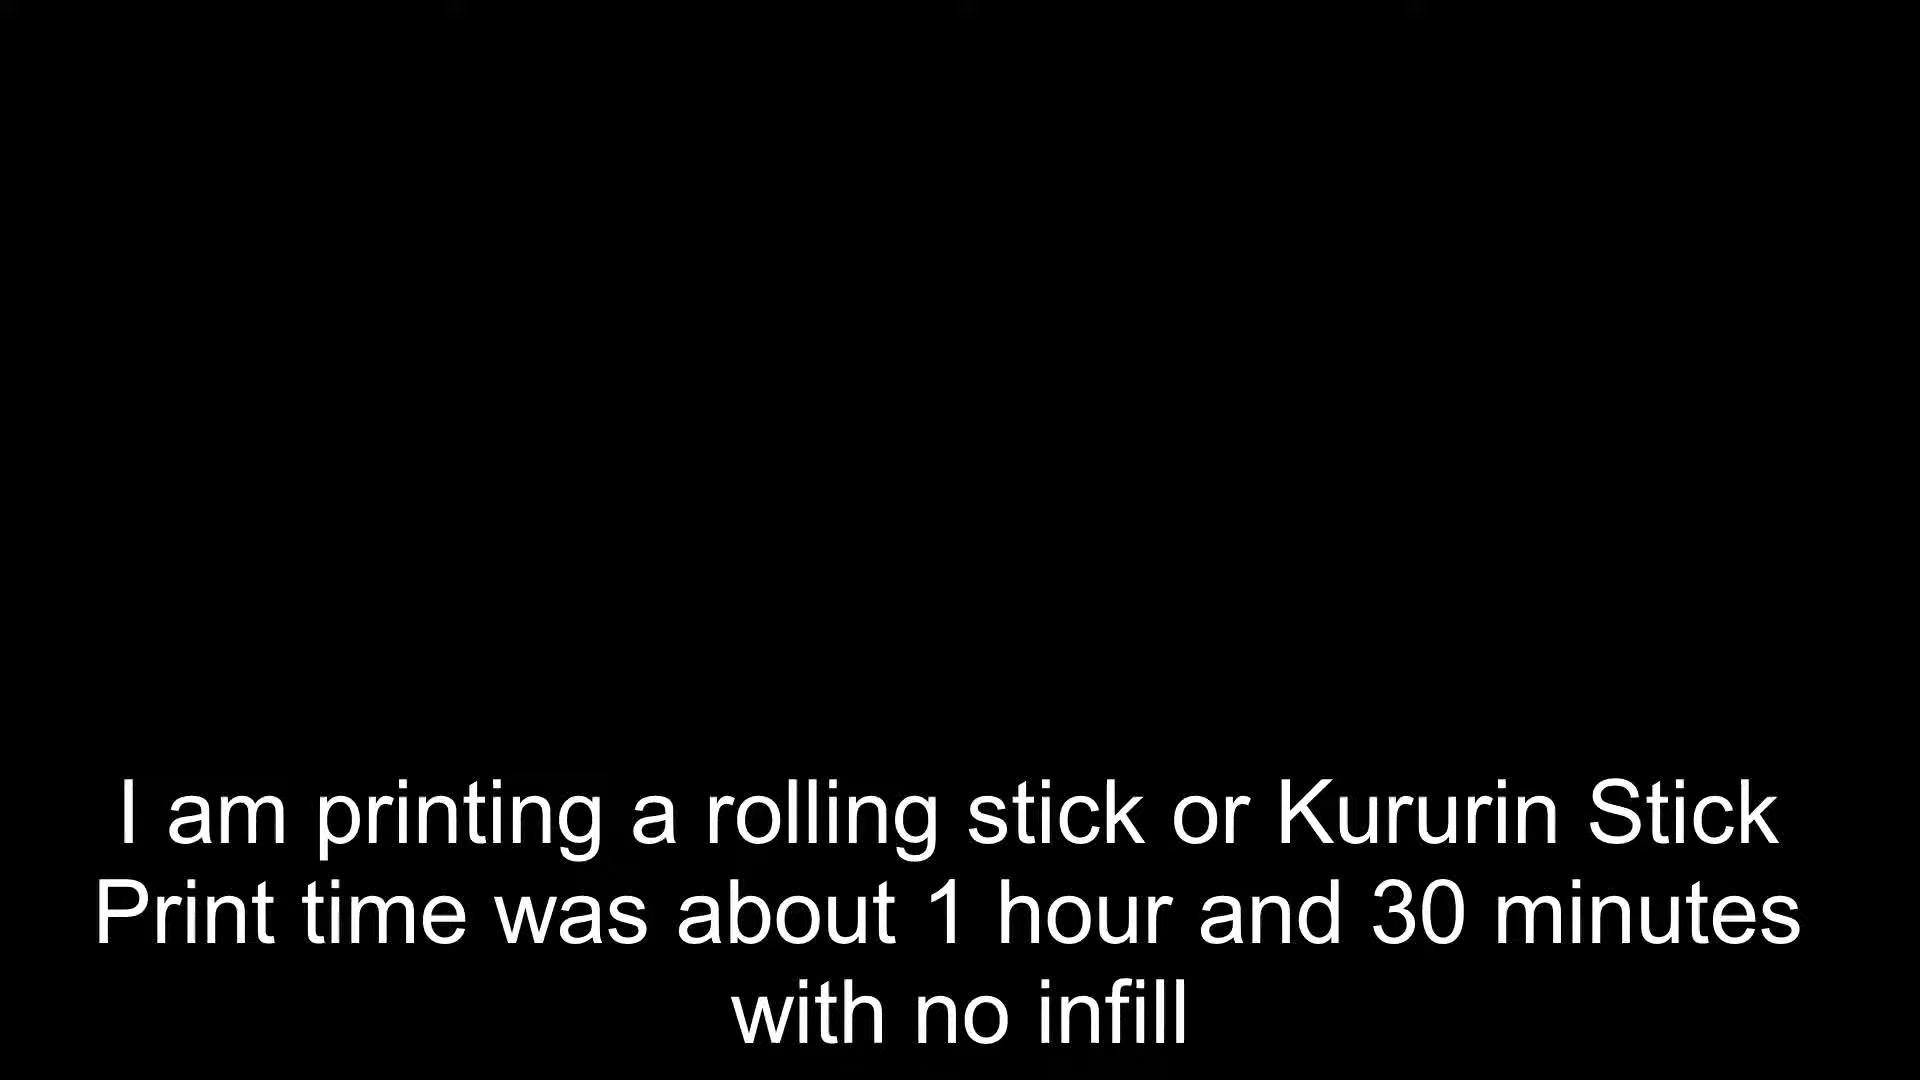 I am printing a rolling stick or Kururin Stick
Print time was about 1 hour and 30 minutes
with no infill